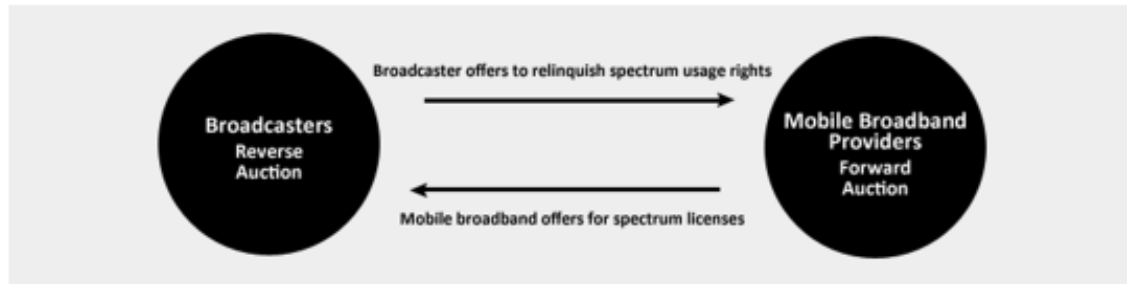 Broadcaster offers to relinquish spectrum usage rights
Broadcasters
Reverse
Auction
Mobile Broadband
Providers
Forward
Auction
Mobile broadband offers for spectrum licenses